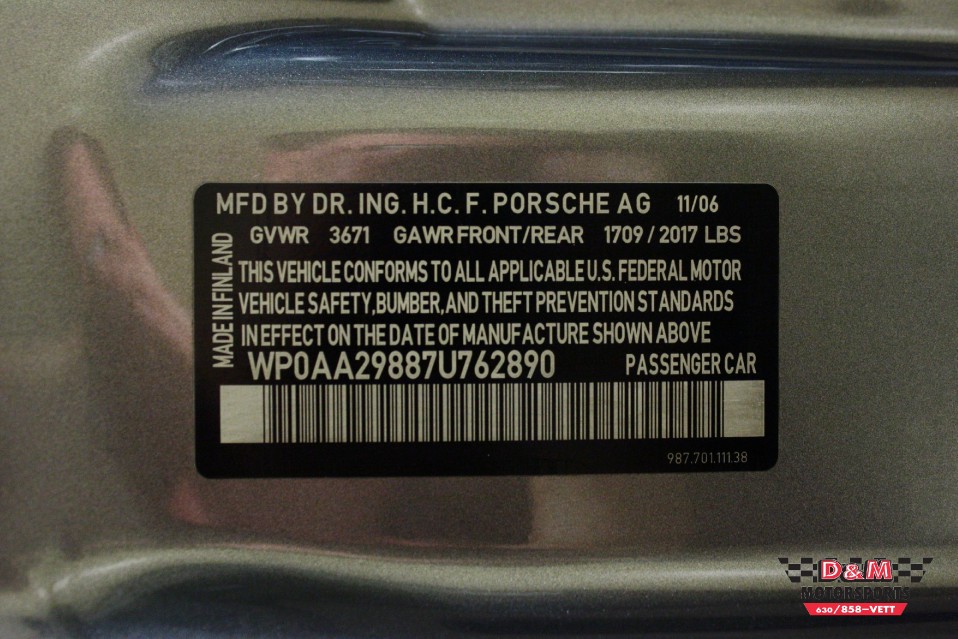 MFD BY DR. ING. H.C. F. PORSCHE AG 11/06
GVWR 3671 GAWR FRONT/REAR 1709 / 2017 LBS
MADE IN FINLAND
THIS VEHICLE CONFORMS TO ALL APPLICABLE U.S. FEDERAL MOTOR
VEHICLE SAFETY, BUMBER, AND THEFT PREVENTION STANDARDS
IN EFFECT ON THE DATE OF MANUFACTURE SHOWN ABOVE
WP0AA29887U762890 PASSENGER CAR
987.701.111.38
D&M
MOTORSPORTS
630/858-VETT